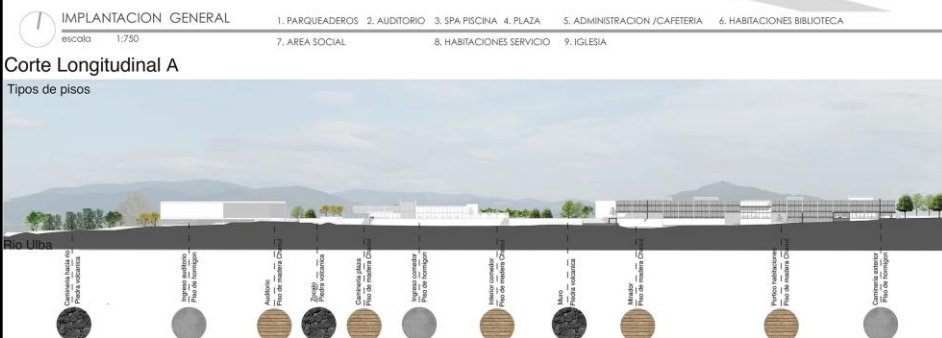 IMPLANTACION GENERAL
escala 1:750
1. PARQUEADEROS 2. AUDITORIO 3. SPA PISCINA 4. PLAZA 5. ADMINISTRACION /CAFETERIA 6. HABITACIONES BIBLIOTECA
7. AREA SOCIAL 8. HABITACIONES SERVICIO 9. IGLESIA
Corte Longitudinal A
Tipos de pisos
Rio Ulba
Camineria hacia rio
Piedra volcanica
Ingreso auditorio
Piso de hormigon
Auditorio
Piso de madera Chanul
Zocalo
Piedra volcanica
Camineria plaza
Piso de madera Chanul
Ingreso comedor
Piso de hormigon
Interior comedor
Piso de madera Chanul
Muro
Piedra volcanica
Mirador
Piso de madera Chanul
Portico habitaciones
Piso de madera Chanul
Camineria exterior
Piso de hormigon